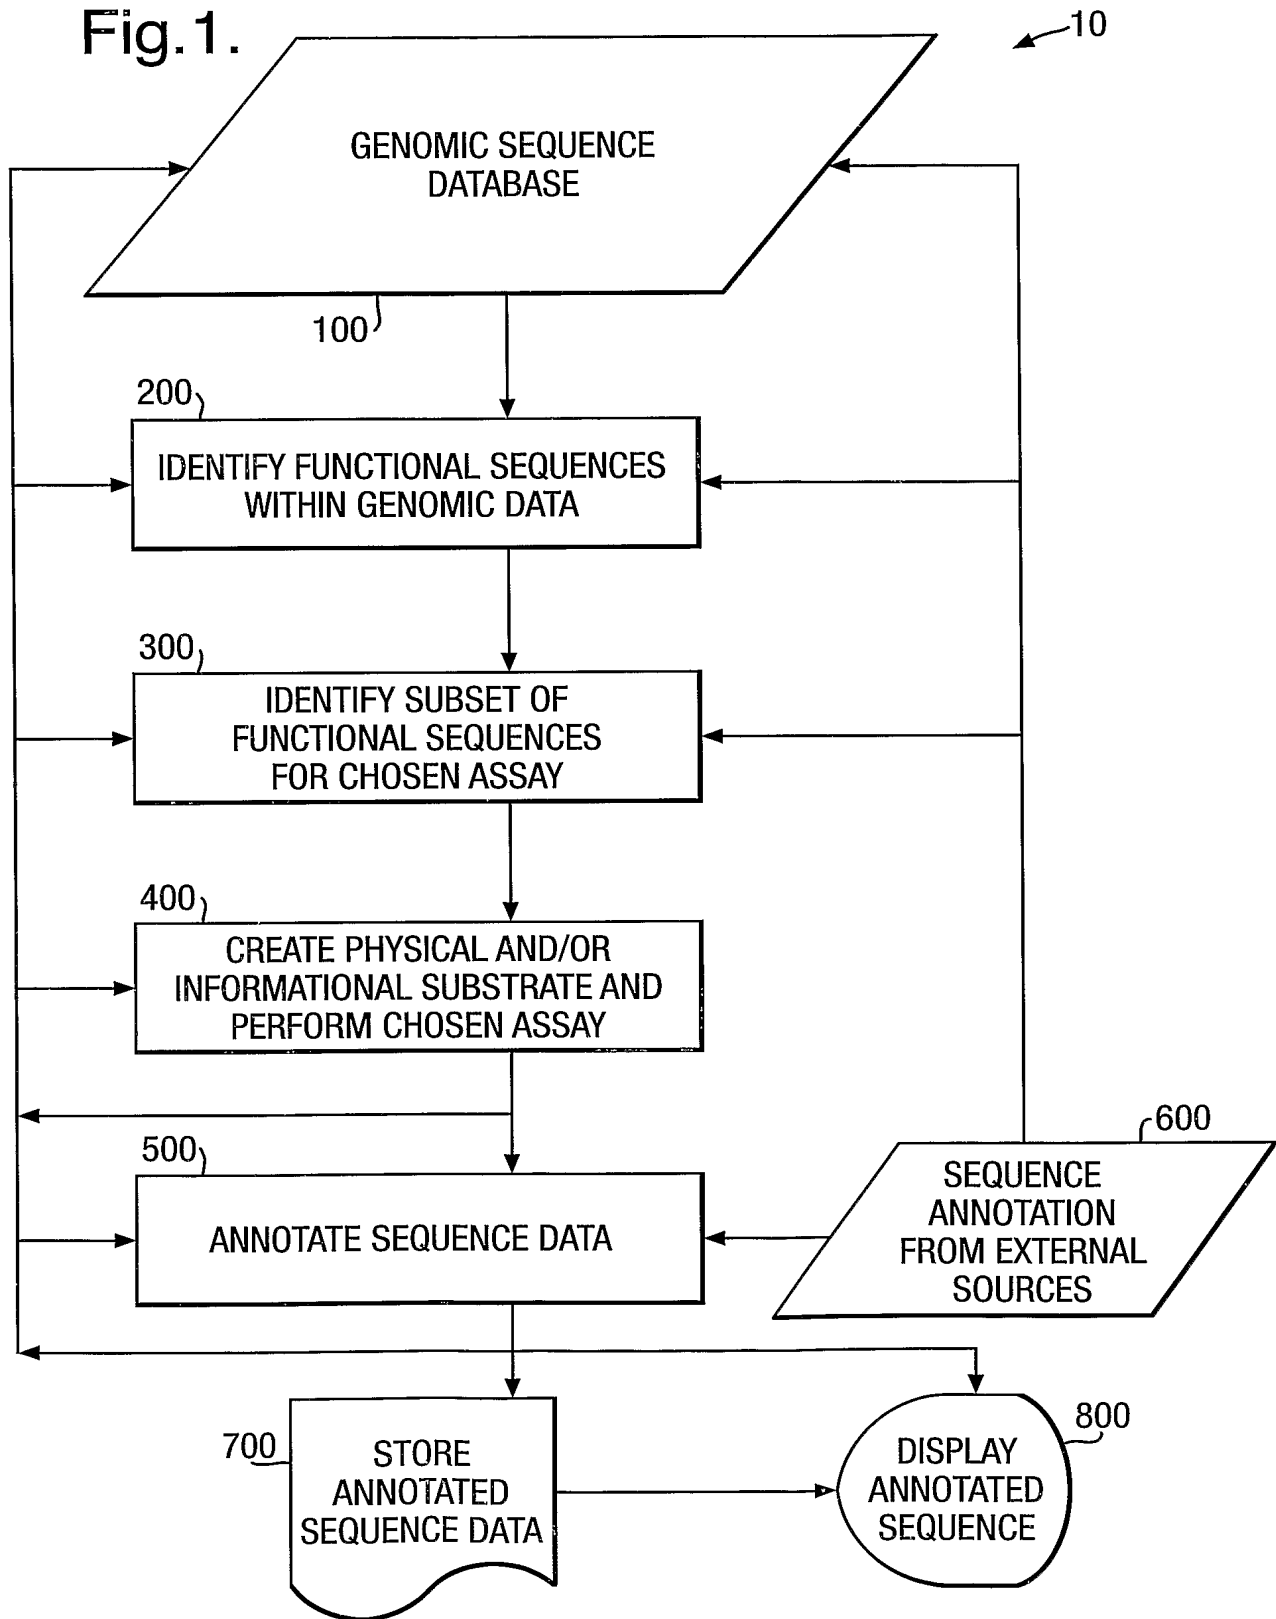 Fig.1.
10
GENOMIC SEQUENCE
DATABASE
100
200
IDENTIFY FUNCTIONAL SEQUENCES
WITHIN GENOMIC DATA
300
IDENTIFY SUBSET OF
FUNCTIONAL SEQUENCES
FOR CHOSEN ASSAY
400
CREATE PHYSICAL AND/OR
INFORMATIONAL SUBSTRATE AND
PERFORM CHOSEN ASSAY
500
ANNOTATE SEQUENCE DATA
600
SEQUENCE
ANNOTATION
FROM EXTERNAL
SOURCES
700
STORE
ANNOTATED
SEQUENCE DATA
800
DISPLAY
ANNOTATED
SEQUENCE